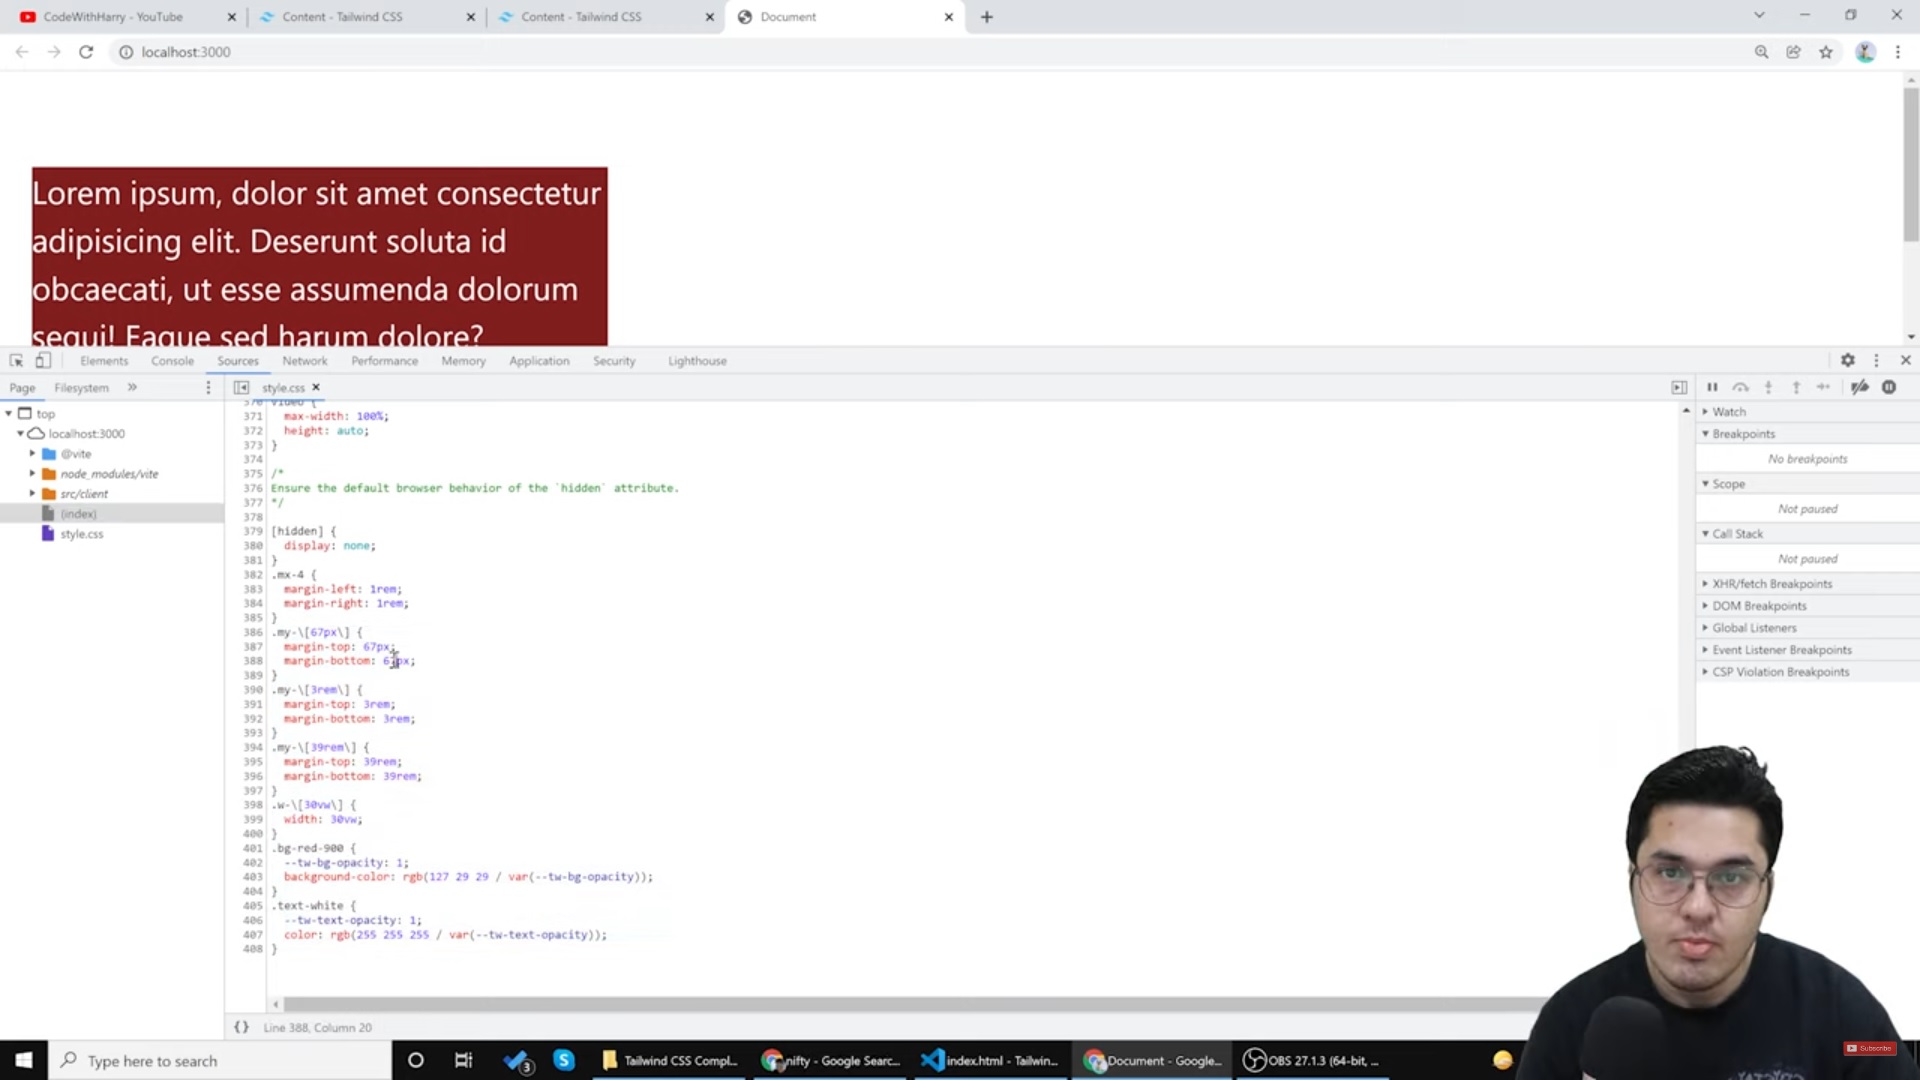 CodeWithHarry - YouTube
Content - Tailwind CSS
Content - Tailwind CSS
Document
localhost:3000
Lorem ipsum, dolor sit amet consectetur
adipisicing elit. Deserunt soluta id
obcaecati, ut esse assumenda dolorum
sequi! Eaque sed harum dolore?
Elements Console Sources Network Performance Memory Application Security Lighthouse
Page Filesystem
style.css
top
localhost:3000
@vite
node_modules/vite
src/client
(index)
style.css
370 video {
371 max-width: 100%;
372 height: auto;
373 }
374
375 /*
376 Ensure the default browser behavior of the `hidden` attribute.
377 */
378
379 [hidden] {
380 display: none;
381 }
382 .mx-4 {
383 margin-left: 1rem;
384 margin-right: 1rem;
385 }
386 .my-\[67px\] {
387 margin-top: 67px;
388 margin-bottom: 67px;
389 }
390 .my-\[3rem\] {
391 margin-top: 3rem;
392 margin-bottom: 3rem;
393 }
394 .my-\[39rem\] {
395 margin-top: 39rem;
396 margin-bottom: 39rem;
397 }
398 .w-\[30vw\] {
399 width: 30vw;
400 }
401 .bg-red-900 {
402 --tw-bg-opacity: 1;
403 background-color: rgb(127 29 29 / var(--tw-bg-opacity));
404 }
405 .text-white {
406 --tw-text-opacity: 1;
407 color: rgb(255 255 255 / var(--tw-text-opacity));
408 }
{} Line 388, Column 20
Watch
Breakpoints
No breakpoints
Scope
Not paused
Call Stack
Not paused
XHR/fetch Breakpoints
DOM Breakpoints
Global Listeners
Event Listener Breakpoints
CSP Violation Breakpoints
Subscribe
Type here to search
3
Tailwind CSS Compl...
nifty - Google Searc...
index.html - Tailwin...
Document - Google...
OBS 27.1.3 (64-bit, ...